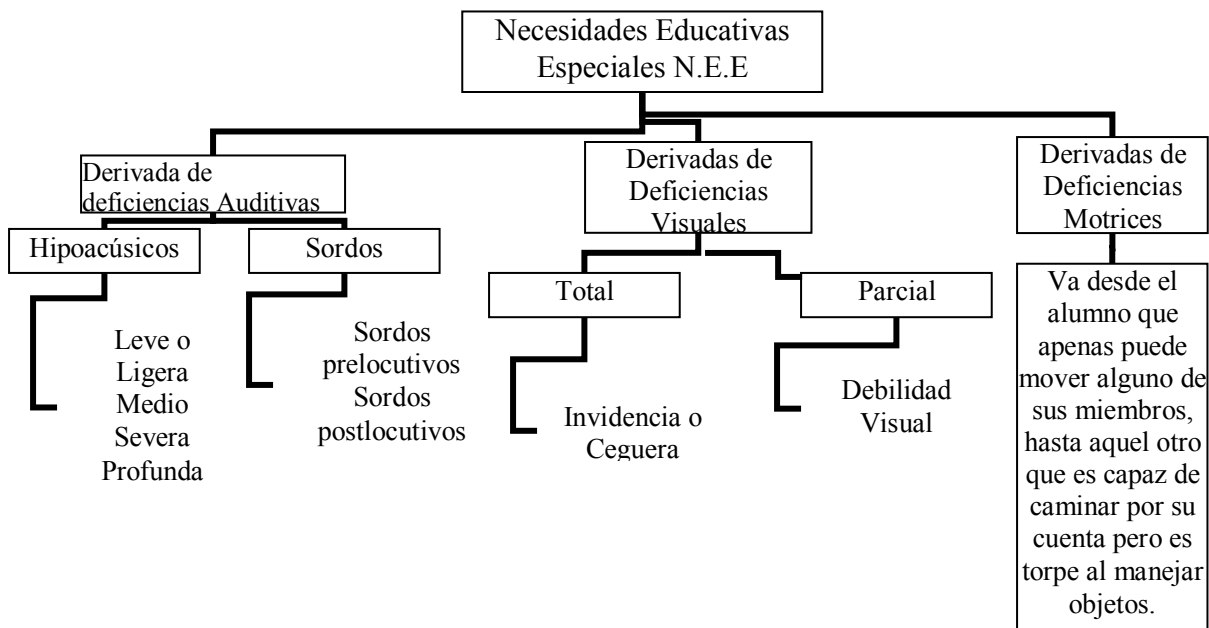 Necesidades Educativas
Especiales N.E.E
Derivada de
deficiencias Auditivas
Derivadas de
Deficiencias
Visuales
Derivadas de
Deficiencias
Motrices
Hipoacúsicos
Sordos
Total
Parcial
Leve o
Ligera
Medio
Severa
Profunda
Sordos
prelocutivos
Sordos
postlocutivos
Invidencia o
Ceguera
Debilidad
Visual
Va desde el
alumno que
apenas puede
mover alguno de
sus miembros,
hasta aquel otro
que es capaz de
caminar por su
cuenta pero es
torpe al manejar
objetos.